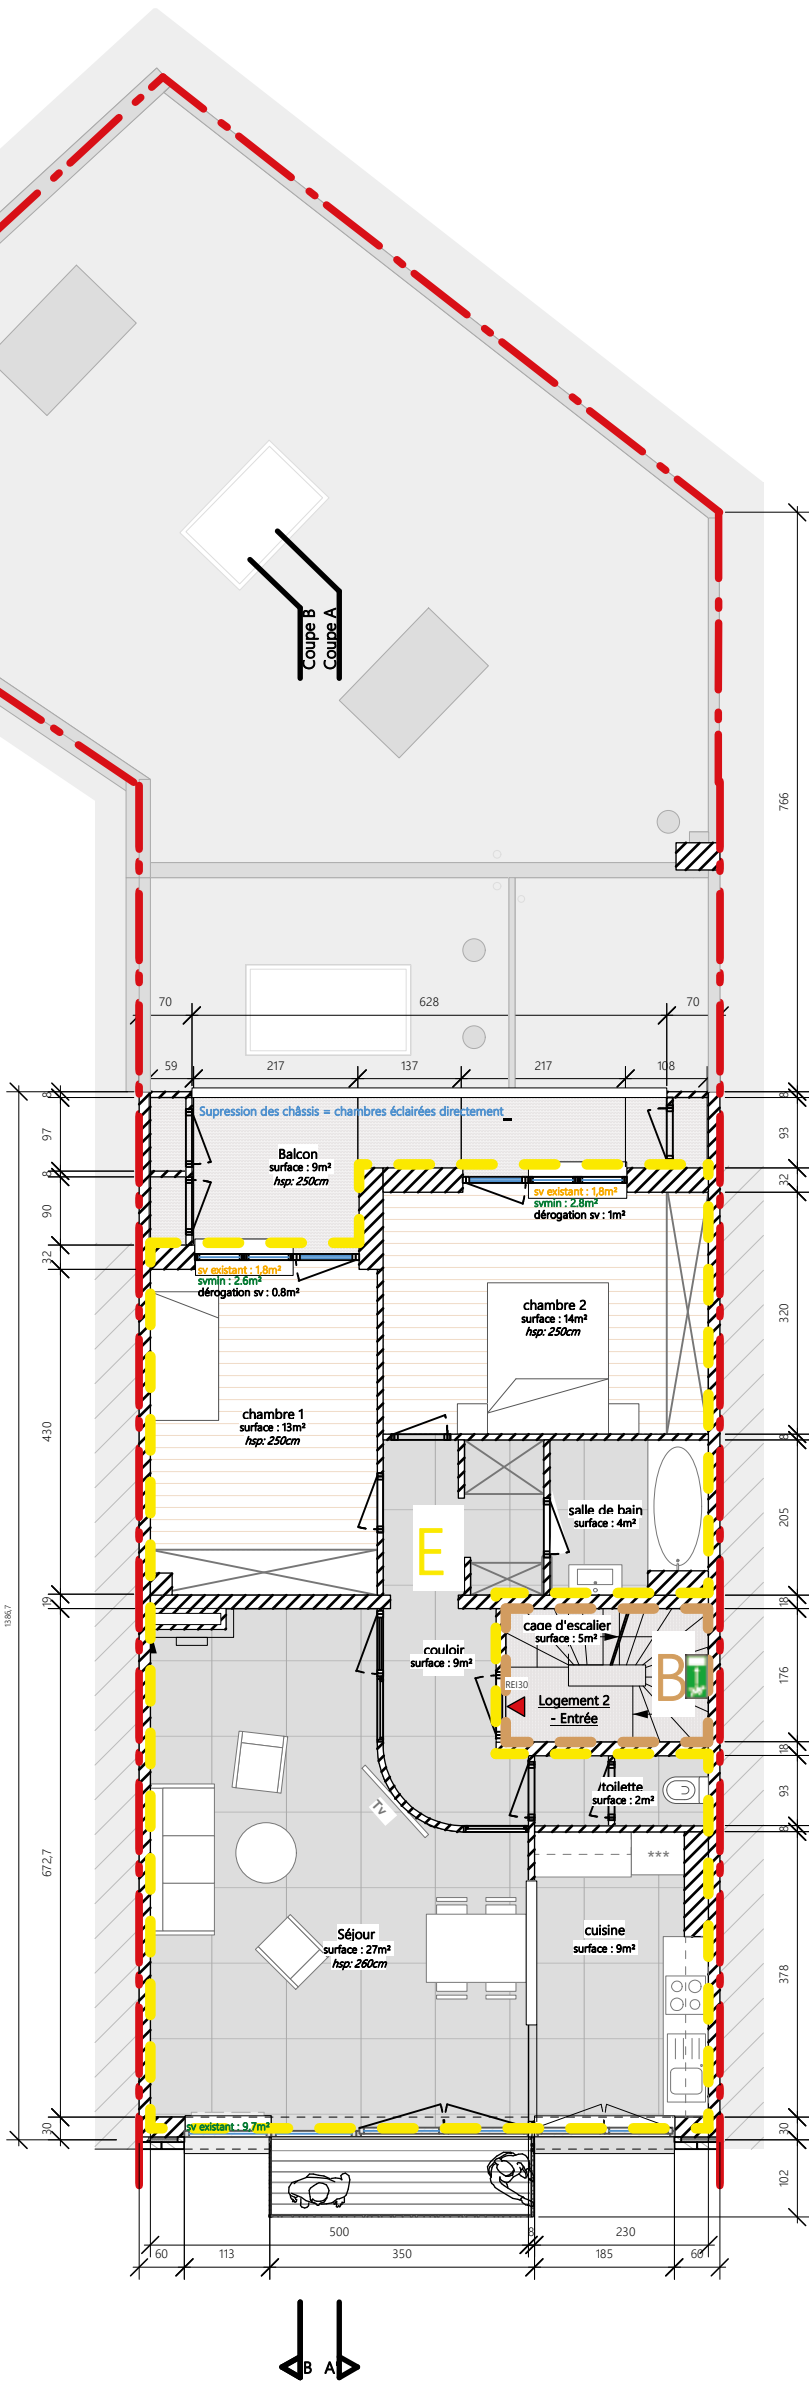 Coupe B
Coupe A
766
70
628
70
59
217
137
217
108
8
97
8
90
32
430
19
1386,7
672,7
30
8
93
32
320
8
205
18
176
18
93
8
378
30
102
Supression des châssis = chambres éclairées directement
Balcon
surface : 9m²
hsp: 250cm
sv existant : 1,8m²
svmin : 2.8m²
dérogation sv : 1m²
sv existant : 1,8m²
svmin : 2.6m²
dérogation sv : 0.8m²
chambre 2
surface : 14m²
hsp: 250cm
chambre 1
surface : 13m²
hsp: 250cm
salle de bain
surface : 4m²
E
cage d'escalier
surface : 5m²
couloir
surface : 9m²
B
REI30
Logement 2
- Entrée
toilette
surface : 2m²
Tv
***
Séjour
surface : 27m²
hsp: 260cm
cuisine
surface : 9m²
sv existant : 9.7m²
500
8
230
60
113
350
185
60
B
A